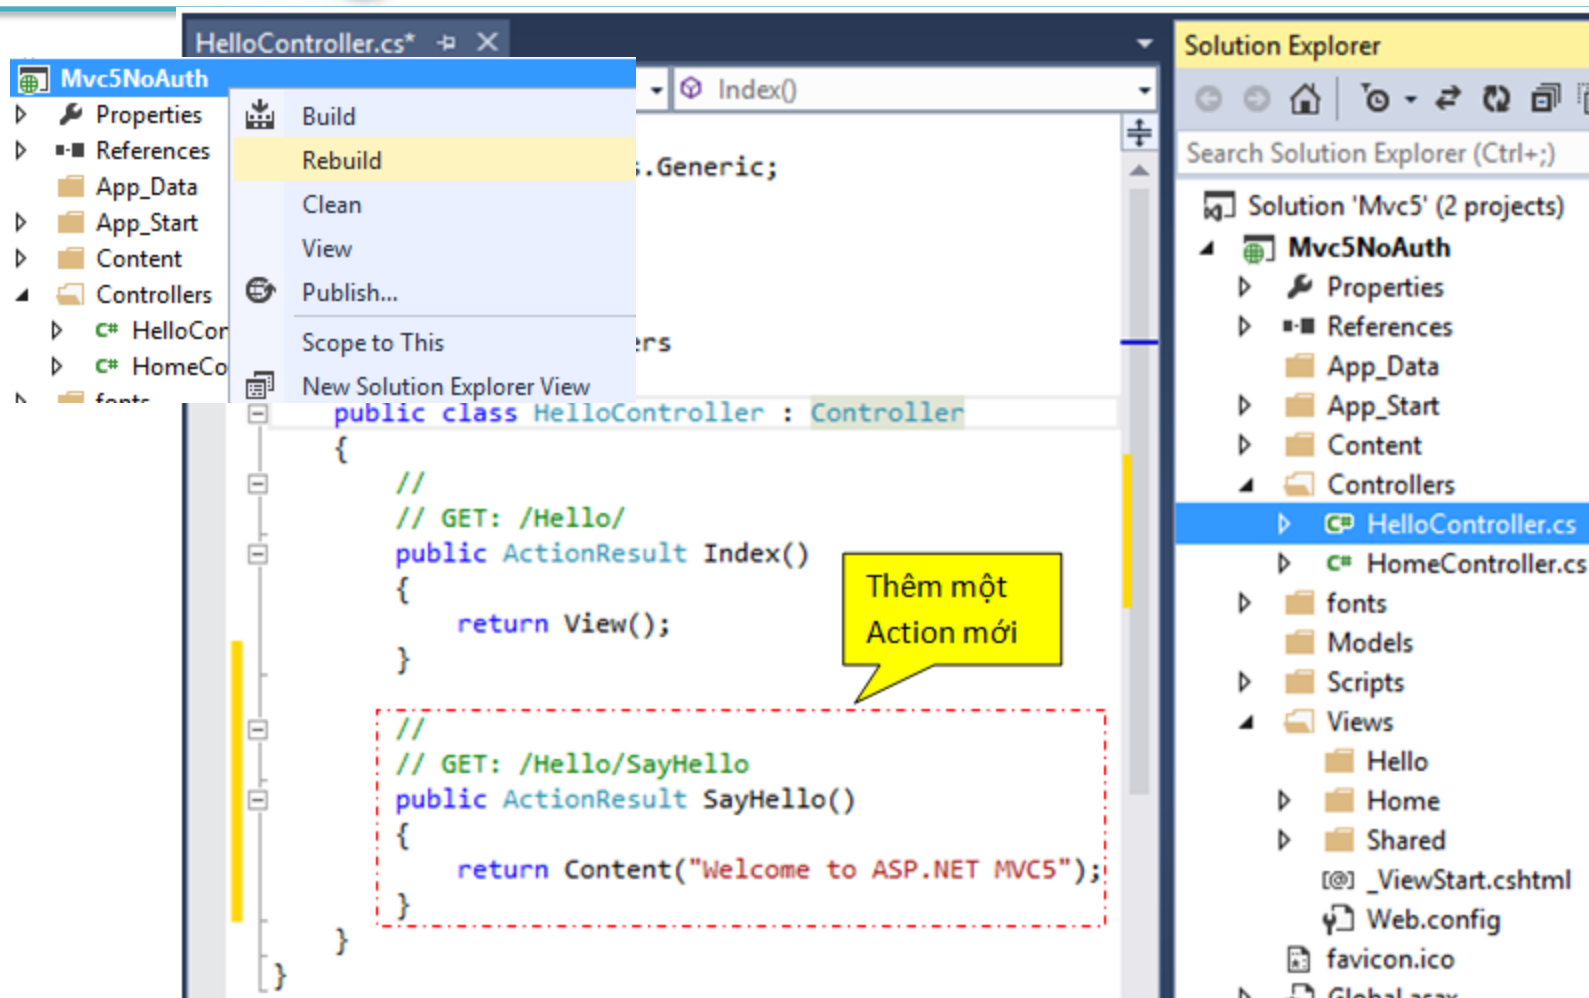 HelloController.cs*
Index()
Mvc5NoAuth
Properties
References
App_Data
App_Start
Content
Controllers
C# HelloCon
C# HomeCo
Build
Rebuild
Clean
View
Publish...
Scope to This
New Solution Explorer View
.Generic;
ers
public class HelloController : Controller
{
//
// GET: /Hello/
public ActionResult Index()
{
return View();
}
//
// GET: /Hello/SayHello
public ActionResult SayHello()
{
return Content("Welcome to ASP.NET MVC5");
}
}
}
Thêm một
Action mới
Solution Explorer
Search Solution Explorer (Ctrl+;)
Solution 'Mvc5' (2 projects)
Mvc5NoAuth
Properties
References
App_Data
App_Start
Content
Controllers
C# HelloController.cs
C# HomeController.cs
fonts
Models
Scripts
Views
Hello
Home
Shared
[@] _ViewStart.cshtml
Web.config
favicon.ico
Global.asax